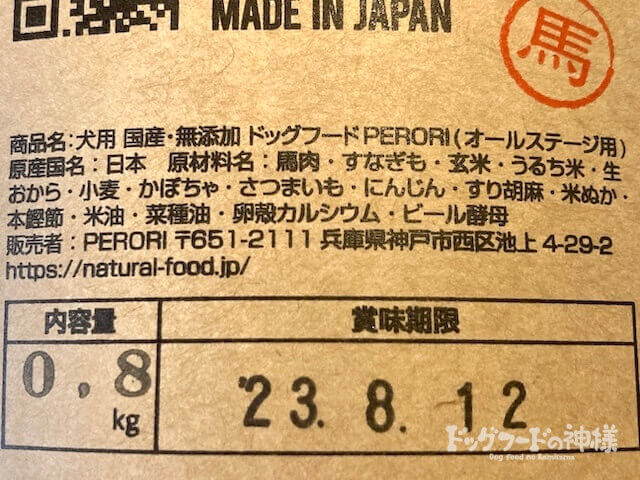 MADE IN JAPAN
馬
商品名:犬用 国産・無添加 ドッグフードPERORI(オールステージ用)
原産国名:日本 原材料名:馬肉・すなぎも・玄米・うるち米・生
おから・小麦・かぼちゃ・さつまいも・にんじん・すり胡麻・米ぬか・
本鰹節・米油・菜種油・卵殻カルシウム・ビール酵母
販売者:PERORI〒651-2111 兵庫県神戸市西区池上 4-29-2
https://natural-food.jp/
内容量 賞味期限
0,8 kg '23. 8. 12
ドッグフードの神様
Dog Food no Kamisama